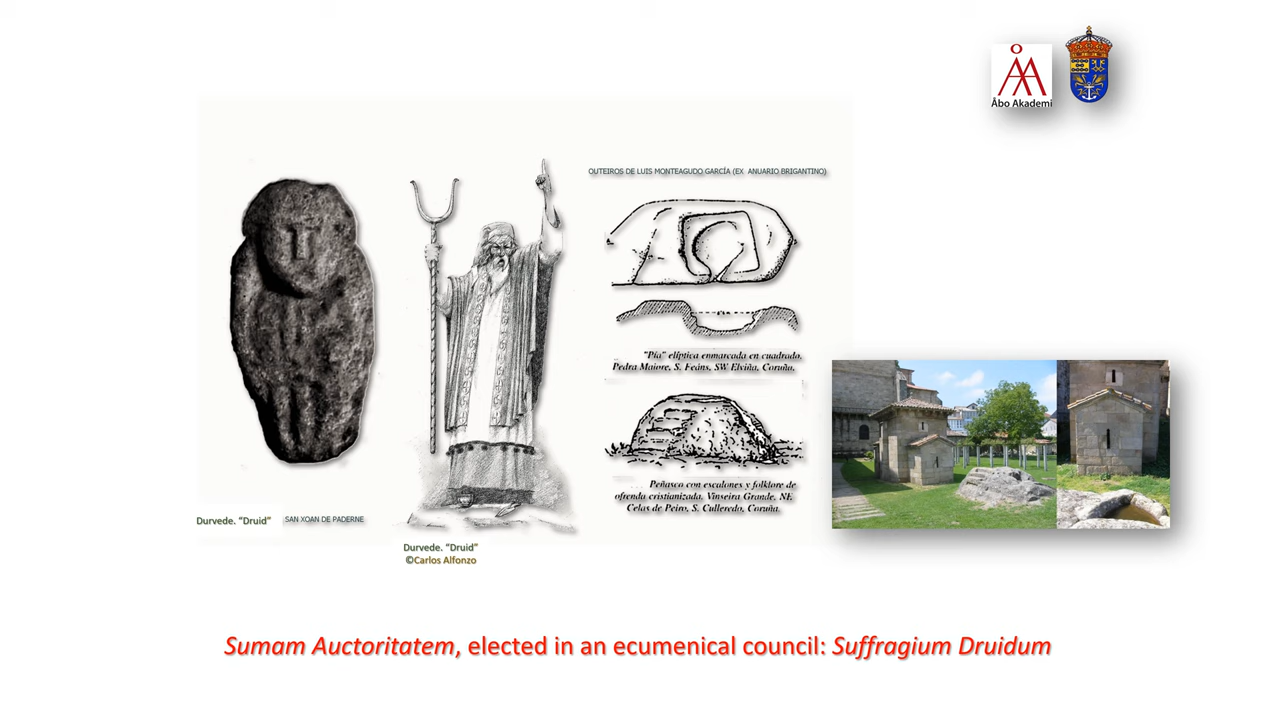 Åbo Akademi
OUTEIROS DE LUIS MONTEAGUDO GARCÍA (EX ANUARIO BRIGANTINO)
"Pía" elíptica enmarcada en cuadrado.
Pedra Maiore, S. Feáns, SW Elviña, Coruña.
Peñasco con escalones y folklore de
ofrenda cristianizada. Vinseira Grande. NE
Celas de Peiro, S. Culleredo, Coruña.
Durvede. “Druid”
SAN XOAN DE PADERNE
Durvede. “Druid”
©Carlos Alfonzo
Sumam Auctoritatem, elected in an ecumenical council: Suffragium Druidum